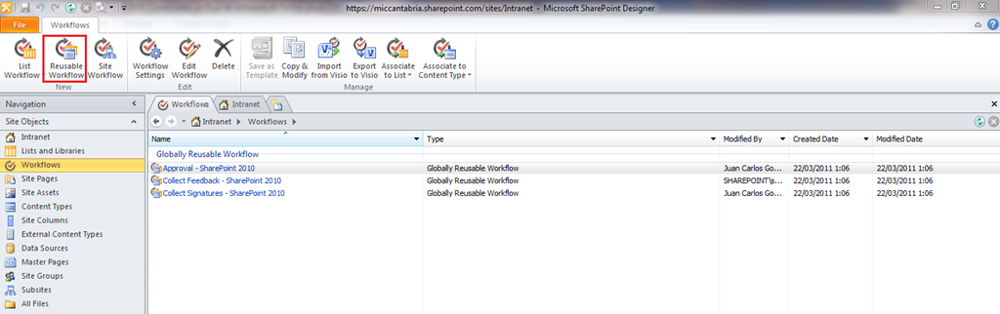 https://miccantabria.sharepoint.com/sites/Intranet - Microsoft SharePoint Designer
File Workflows
List Workflow Reusable Workflow Site Workflow Workflow Settings Edit Workflow Delete Save as Template Copy & Modify Import from Visio Export to Visio Associate to List Associate to Content Type
New Edit Manage
Navigation
Workflows Intranet
Site Objects
Intranet Workflows
Intranet
Lists and Libraries
Workflows
Site Pages
Site Assets
Content Types
Site Columns
External Content Types
Data Sources
Master Pages
Site Groups
Subsites
All Files
Name Type Modified By Created Date Modified Date
Globally Reusable Workflow
Approval - SharePoint 2010 Globally Reusable Workflow Juan Carlos Go... 22/03/2011 1:06 22/03/2011 1:06
Collect Feedback - SharePoint 2010 Globally Reusable Workflow SHAREPOINT\s... 22/03/2011 1:06 22/03/2011 1:06
Collect Signatures - SharePoint 2010 Globally Reusable Workflow Juan Carlos Go... 22/03/2011 1:06 22/03/2011 1:06